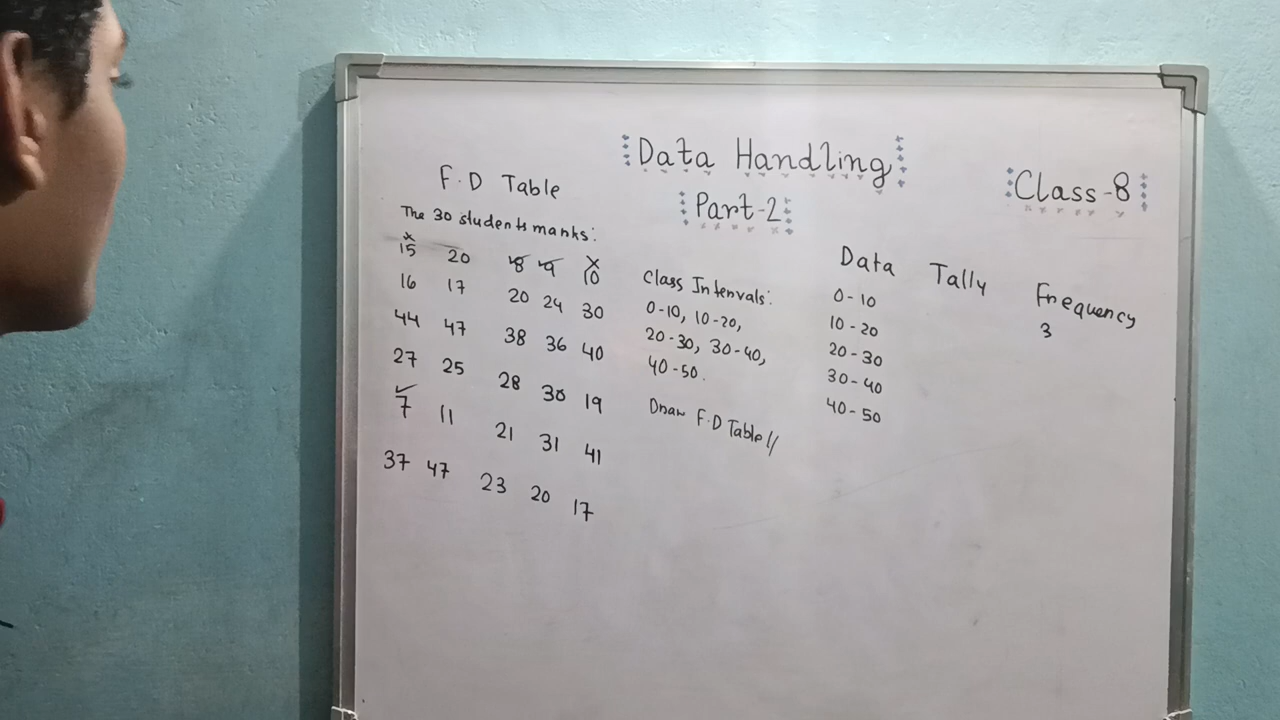 Data Handling
Part-2
Class-8
F.D Table
The 30 students marks:
15 20 8 9 10
16 17 20 24 30
44 47 38 36 40
27 25 28 30 19
7 11 21 31 41
37 47 23 20 17
Class Intervals:
0-10, 10-20,
20-30, 30-40,
40-50.
Draw F.D Table//
Data Tally Frequency
0-10 3
10-20
20-30
30-40
40-50